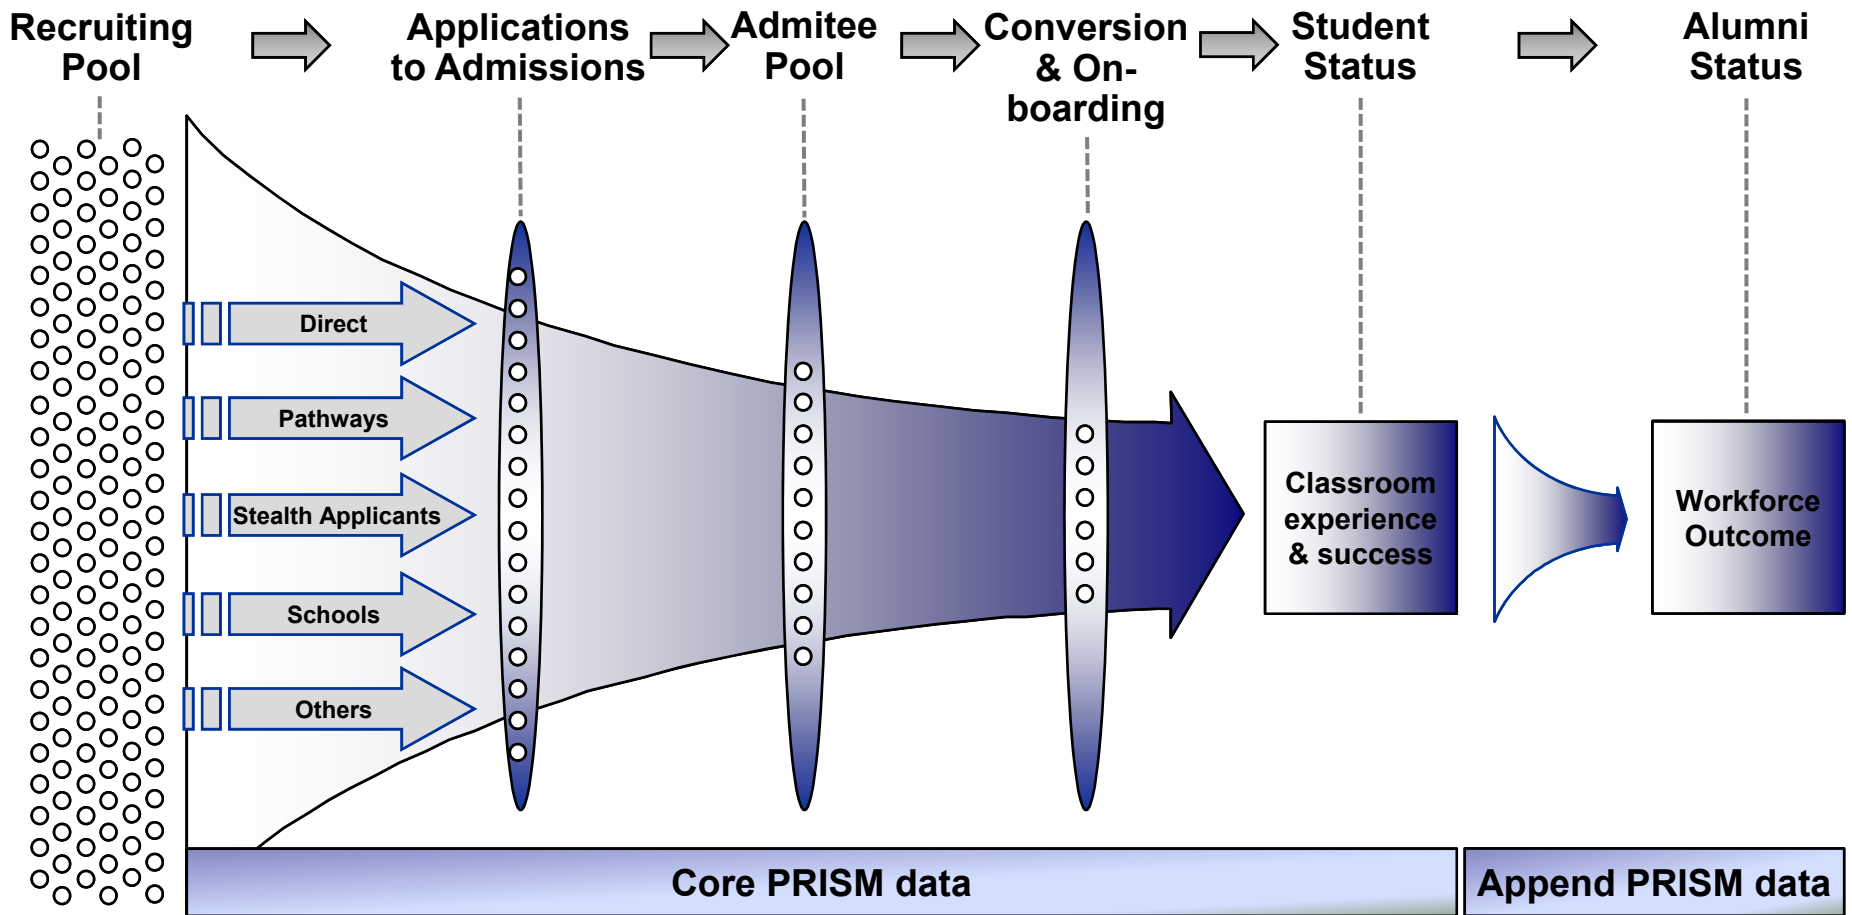 Recruiting
Pool
Applications
to Admissions
Admitee
Pool
Conversion
& On-
boarding
Student
Status
Alumni
Status
Direct
Pathways
Stealth Applicants
Schools
Others
Classroom
experience
& success
Workforce
Outcome
Core PRISM data
Append PRISM data